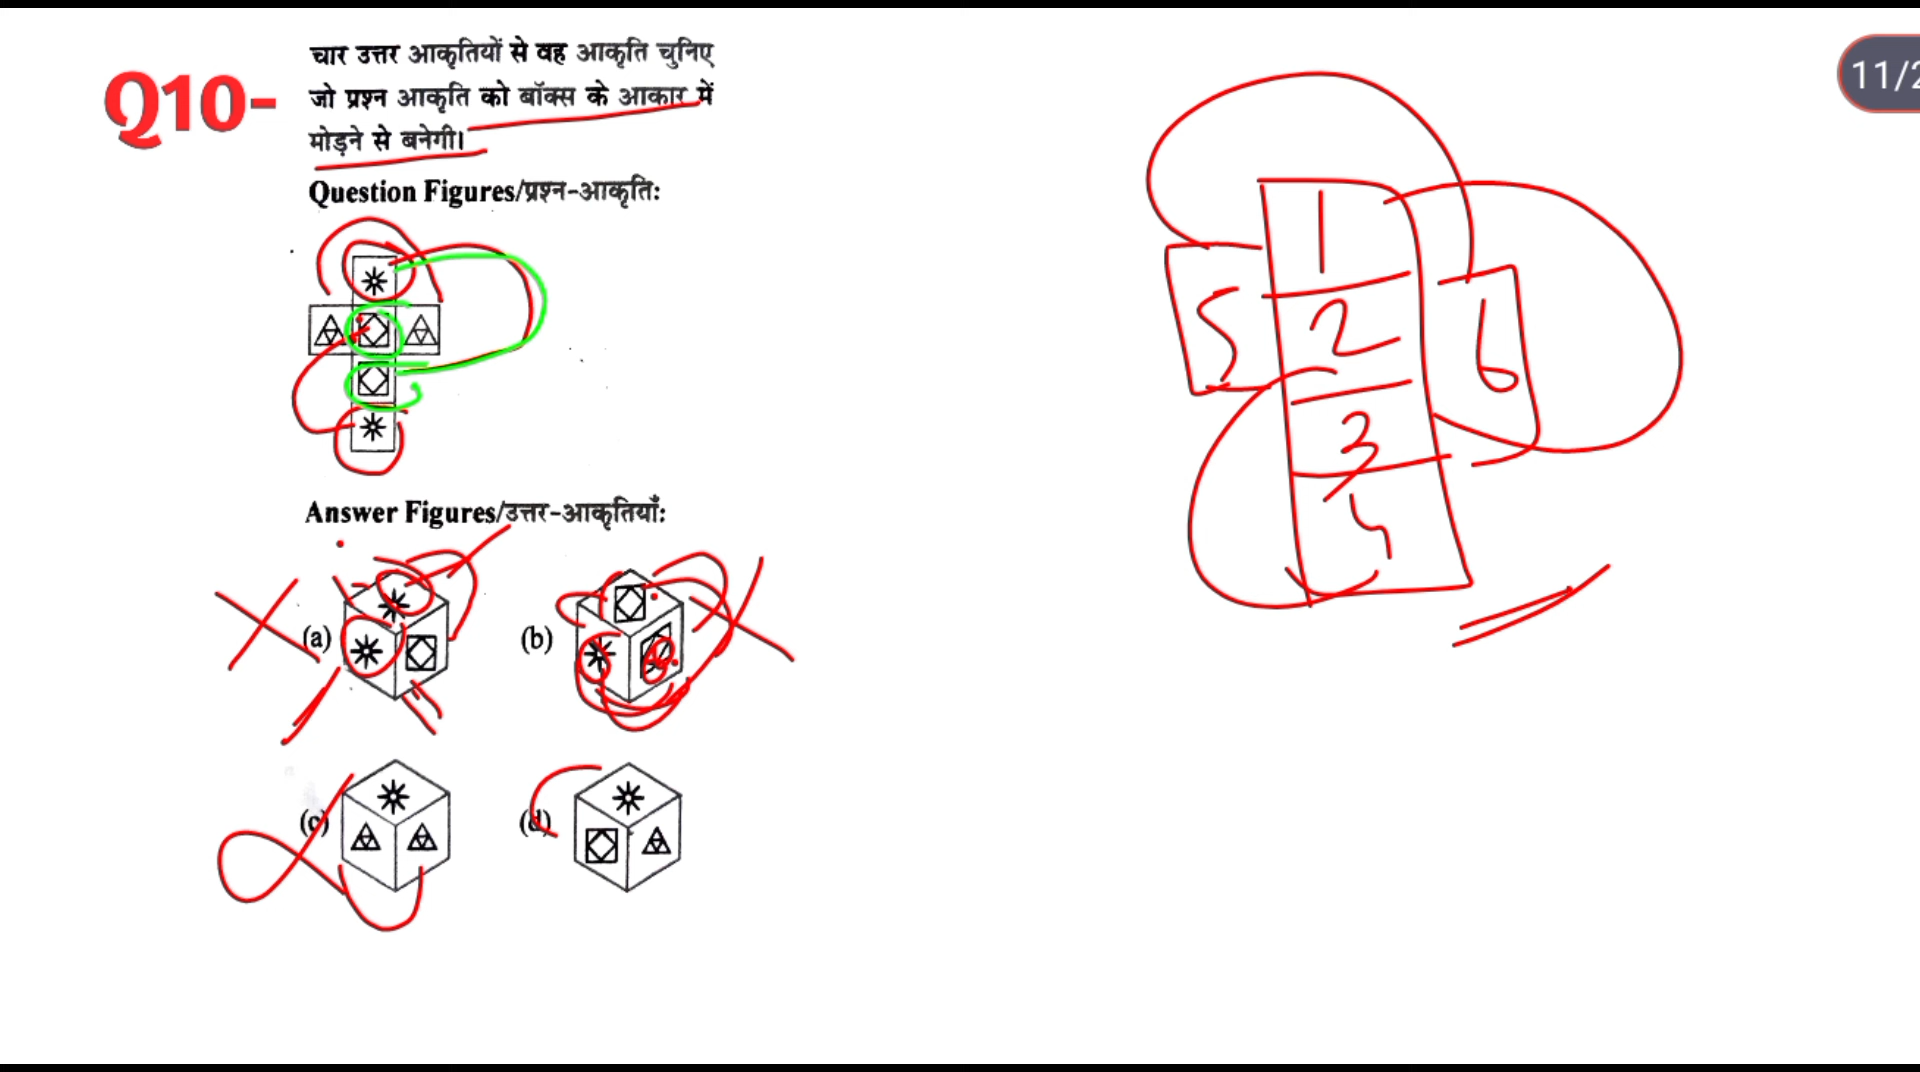 Q10-
चार उत्तर आकृतियों से वह आकृति चुनिए
जो प्रश्न आकृति को बॉक्स के आकार में
मोड़ने से बनेगी।
Question Figures/प्रश्न-आकृति:
Answer Figures/उत्तर-आकृतियाँ:
(a)
(b)
(c)
(d)
1
5 2 6
3
4
11/2